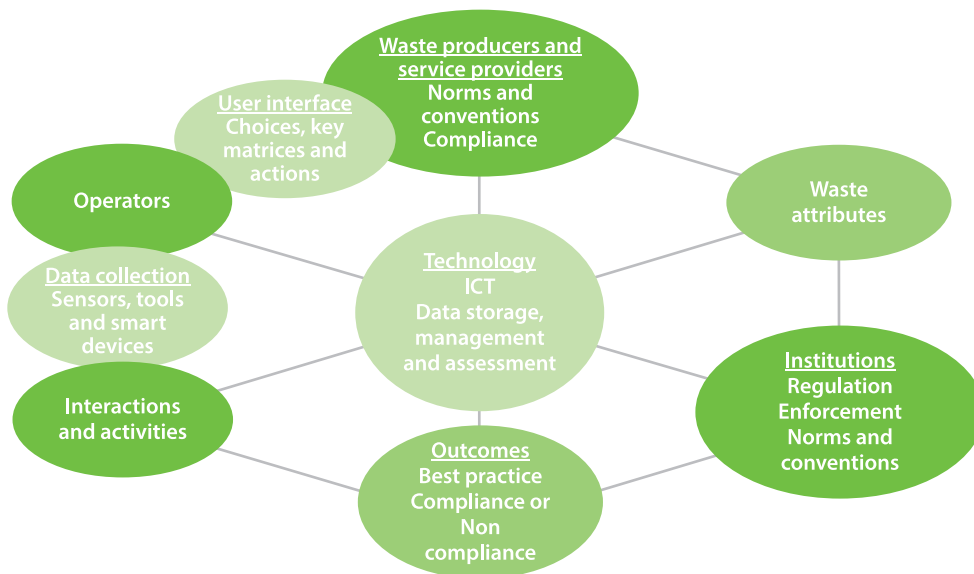 Waste producers and
service providers
Norms and
conventions
Compliance
User interface
Choices, key
matrices and
actions
Operators
Waste
attributes
Data collection
Sensors, tools
and smart
devices
Technology
ICT
Data storage,
management
and assessment
Interactions
and activities
Institutions
Regulation
Enforcement
Norms and
conventions
Outcomes
Best practice
Compliance or
Non
compliance